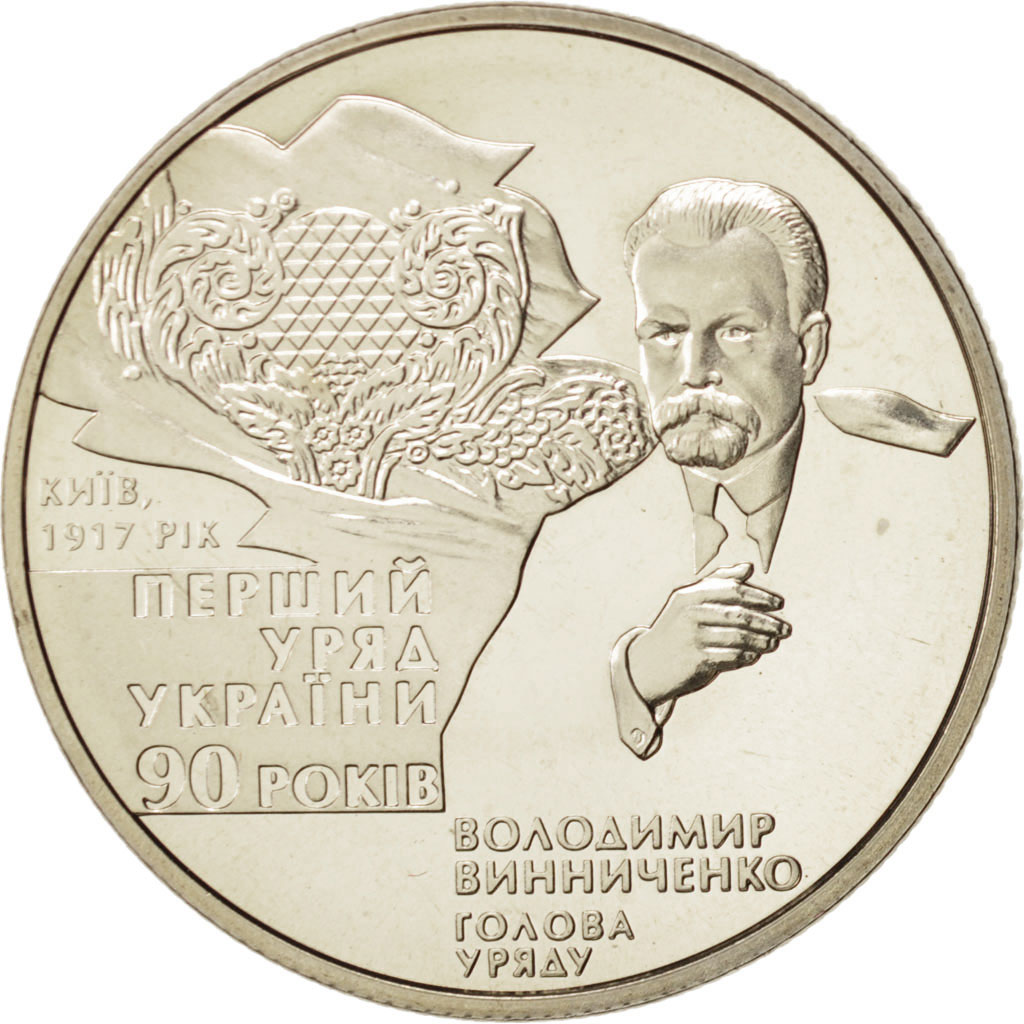 КИЇВ,
1917 РІК
ПЕРШИЙ
УРЯД
УКРАЇНИ
90 РОКІВ
ВОЛОДИМИР
ВИННИЧЕНКО
ГОЛОВА
УРЯДУ